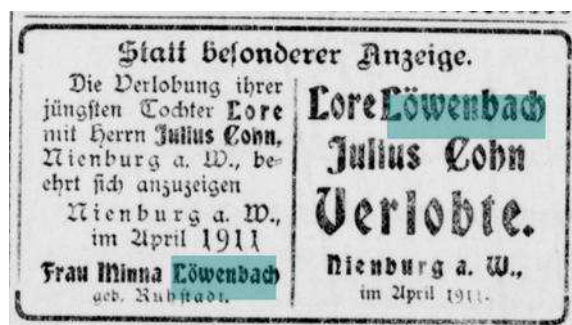 Statt besonderer Anzeige.
Die Verlobung ihrer
jüngsten Tochter Lore
mit Herrn Julius Cohn,
Nienburg a. W., be-
ehrt sich anzuzeigen
Nienburg a. W.,
im April 1911
Frau Minna Löwenbach
geb. Ruhstadt.
Lore Löwenbach
Julius Cohn
Verlobte.
Nienburg a. W.,
im April 1911.